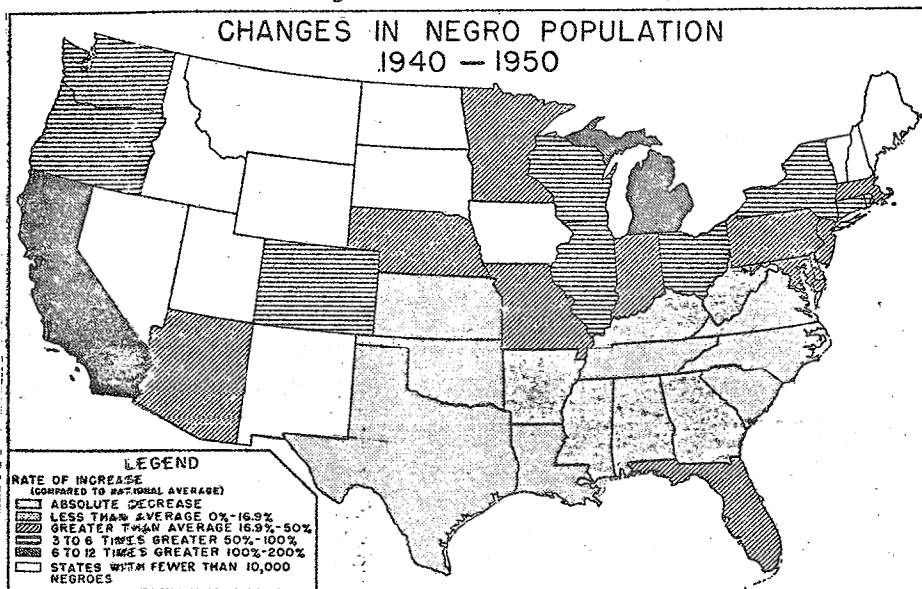 CHANGES IN NEGRO POPULATION
1940 — 1950
LEGEND
RATE OF INCREASE
(COMPARED TO NATIONAL AVERAGE)
ABSOLUTE DECREASE
LESS THAN AVERAGE 0%-16.9%
GREATER THAN AVERAGE 16.9%-50%
3 TO 6 TIMES GREATER 50%-100%
6 TO 12 TIMES GREATER 100%-200%
STATES WITH FEWER THAN 10,000
NEGROES